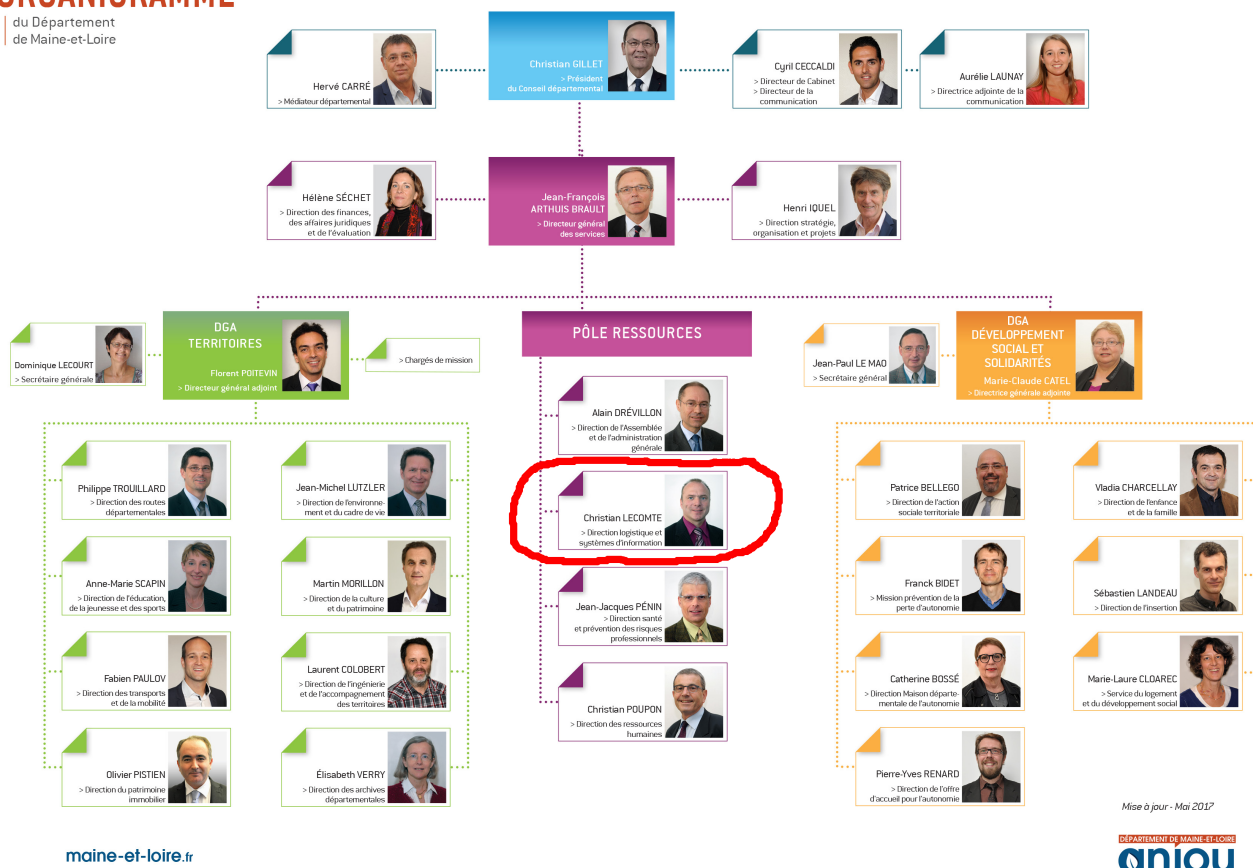 ORGANIGRAMME
du Département
de Maine-et-Loire
Hervé CARRÉ
> Médiateur départemental
Christian GILLET
> Président
du Conseil départemental
Cyril CECCALDI
> Directeur de Cabinet
> Directeur de la
communication
Aurélie LAUNAY
> Directrice adjointe de la
communication
Hélène SÉCHET
> Direction des finances,
des affaires juridiques
et de l'évaluation
Jean-François
ARTHUIS BRAULT
> Directeur général
des services
Henri IQUEL
> Direction stratégie,
organisation et projets
Dominique LECOURT
> Secrétaire générale
DGA
TERRITOIRES
Florent POITEVIN
> Directeur général adjoint
> Chargés de mission
PÔLE RESSOURCES
Jean-Paul LE MAO
> Secrétaire général
DGA
DÉVELOPPEMENT
SOCIAL ET
SOLIDARITÉS
Marie-Claude CATEL
> Directrice générale adjointe
Philippe TROUILLARD
> Direction des routes
départementales
Jean-Michel LUTZLER
> Direction de l'environne-
ment et du cadre de vie
Anne-Marie SCAPIN
> Direction de l'éducation,
de la jeunesse et des sports
Martin MORILLON
> Direction de la culture
et du patrimoine
Fabien PAULOV
> Direction des transports
et de la mobilité
Laurent COLOBERT
> Direction de l'ingénierie
et de l'accompagnement
des territoires
Olivier PISTIEN
> Direction du patrimoine
immobilier
Élisabeth VERRY
> Direction des archives
départementales
Alain DRÉVILLON
> Direction de l'Assemblée
et de l'administration
générale
Christian LECOMTE
> Direction logistique et
systèmes d'information
Jean-Jacques PÉNIN
> Direction santé
et prévention des risques
professionnels
Christian POUPON
> Direction des ressources
humaines
Patrice BELLEGO
> Direction de l'action
sociale territoriale
Vladia CHARCELLAY
> Direction de l'enfance
et de la famille
Franck BIDET
> Mission prévention de la
perte d'autonomie
Sébastien LANDEAU
> Direction de l'insertion
Catherine BOSSÉ
> Direction Maison départe-
mentale de l'autonomie
Marie-Laure CLOAREC
> Service du logement
et du développement social
Pierre-Yves RENARD
> Direction de l'offre
d'accueil pour l'autonomie
Mise à jour - Mai 2017
maine-et-loire.fr
DÉPARTEMENT DE MAINE-ET-LOIRE
anjou